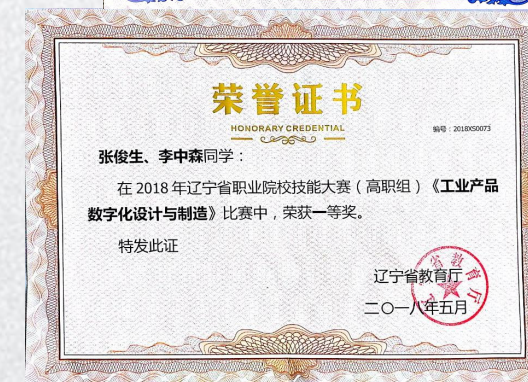 荣誉证书
HONORARY CREDENTIAL
编号：2018XS0073
张俊生、李中森同学：
在 2018 年辽宁省职业院校技能大赛（高职组）《工业产品
数字化设计与制造》比赛中，荣获一等奖。
特发此证
辽宁省教育厅
二〇一八年五月